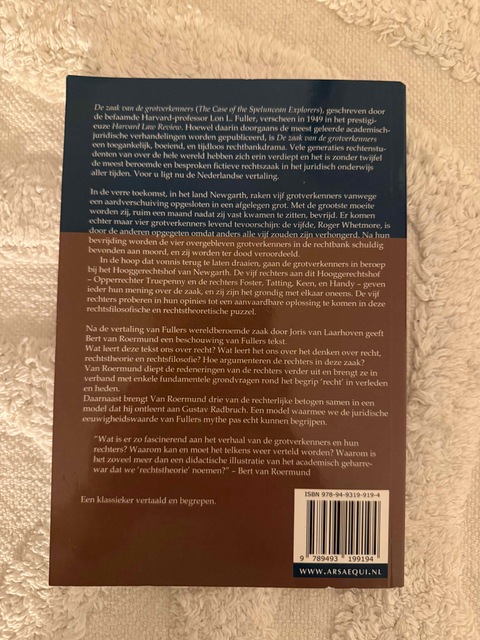 De zaak van de grotverkenners (The Case of the Speluncean Explorers), geschreven door
de befaamde Harvard-professor Lon L. Fuller, verscheen in 1949 in het prestigi-
euze Harvard Law Review. Hoewel daarin doorgaans de meest geleerde academisch-
juridische verhandelingen worden gepubliceerd, is De zaak van de grotverkenners
een toegankelijk, boeiend, en tijdloos rechtbankdrama. Vele generaties rechtenstu-
denten van over de hele wereld hebben zich erin verdiept en het is zonder twijfel
de meest beroemde en besproken fictieve rechtszaak in het juridisch onderwijs
aller tijden. Voor u ligt nu de Nederlandse vertaling.
In de verre toekomst, in het land Newgarth, raken vijf grotverkenners vanwege
een aardverschuiving opgesloten in een afgelegen grot. Met de grootste moeite
worden zij, ruim een maand nadat zij vast kwamen te zitten, bevrijd. Er komen
echter maar vier grotverkenners levend tevoorschijn: de vijfde, Roger Whetmore, is
door de anderen opgegeten omdat anders alle vijf zouden zijn verhongerd. Na hun
bevrijding worden de vier overgebleven grotverkenners in de rechtbank schuldig
bevonden aan moord, en zij worden ter dood veroordeeld.
In de hoop dat vonnis terug te laten draaien, gaan de grotverkenners in beroep
bij het Hooggerechtshof van Newgarth. De vijf rechters aan dit Hooggerechtshof
– Opperrechter Truepenny en de rechters Foster, Tatting, Keen, en Handy – geven
ieder hun mening over de zaak, en zij zijn het grondig met elkaar oneens. De vijf
rechters proberen in hun opinies tot een aanvaardbare oplossing te komen in deze
rechtsfilosofische en rechtstheoretische puzzel.
Na de vertaling van Fullers wereldberoemde zaak door Joris van Laarhoven geeft
Bert van Roermund een beschouwing van Fullers tekst.
Wat leert deze tekst ons over recht? Wat leert het ons over het denken over recht,
rechtstheorie en rechtsfilosofie? Hoe argumenteren de rechters in deze zaak?
Van Roermund diept de redeneringen van de rechters verder uit en brengt ze in
verband met enkele fundamentele grondvragen rond het begrip 'recht' in verleden
en heden.
Daarnaast brengt Van Roermund drie van de rechterlijke betogen samen in een
model dat hij ontleent aan Gustav Radbruch. Een model waarmee we de juridische
eeuwigheidswaarde van Fullers mythe pas echt kunnen begrijpen.
"Wat is er zo fascinerend aan het verhaal van de grotverkenners en hun
rechters? Waarom kan en moet het telkens weer verteld worden? Waarom is
het zoveel meer dan een didactische illustratie van het academisch geharre-
war dat we 'rechtstheorie' noemen?" – Bert van Roermund
Een klassieker vertaald en begrepen.
ISBN 978-94-9319-919-4
9 789493 199194
WWW.ARSAEQUI.NL